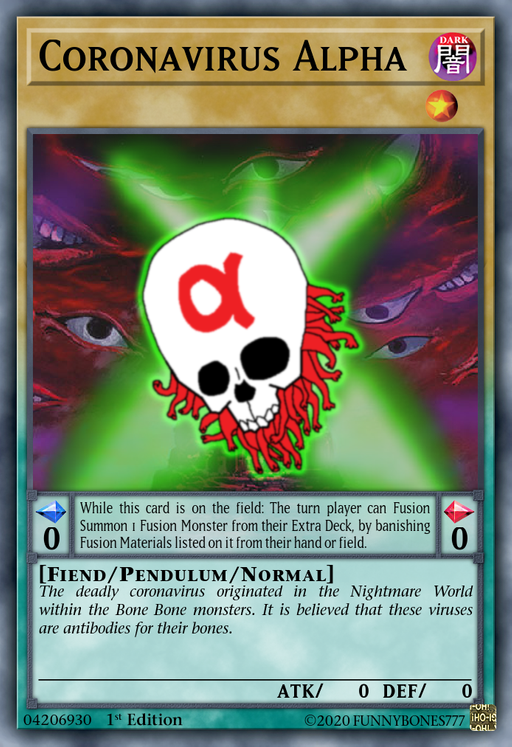 Coronavirus Alpha
DARK
闇
α
While this card is on the field: The turn player can Fusion
Summon 1 Fusion Monster from their Extra Deck, by banishing
Fusion Materials listed on it from their hand or field.
0
0
[Fiend/Pendulum/Normal]
The deadly coronavirus originated in the Nightmare World
within the Bone Bone monsters. It is believed that these viruses
are antibodies for their bones.
ATK/ 0 DEF/ 0
04206930 1st Edition ©2020 FUNNYBONES777